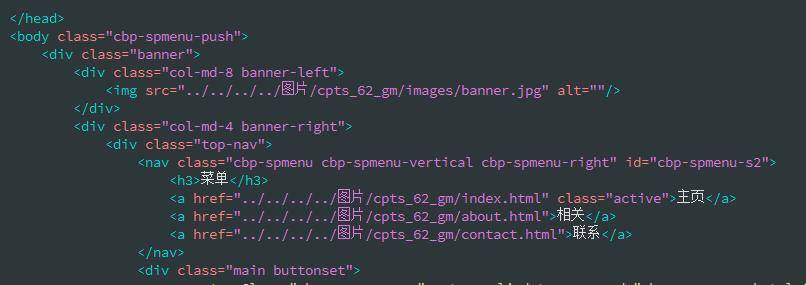 </head>
<body class="cbp-spmenu-push">
<div class="banner">
<div class="col-md-8 banner-left">
<img src="../../../../图片/cpts_62_gm/images/banner.jpg" alt=""/>
</div>
<div class="col-md-4 banner-right">
<div class="top-nav">
<nav class="cbp-spmenu cbp-spmenu-vertical cbp-spmenu-right" id="cbp-spmenu-s2">
<h3>菜单</h3>
<a href="../../../../图片/cpts_62_gm/index.html" class="active">主页</a>
<a href="../../../../图片/cpts_62_gm/about.html">相关</a>
<a href="../../../../图片/cpts_62_gm/contact.html">联系</a>
</nav>
<div class="main buttonset">